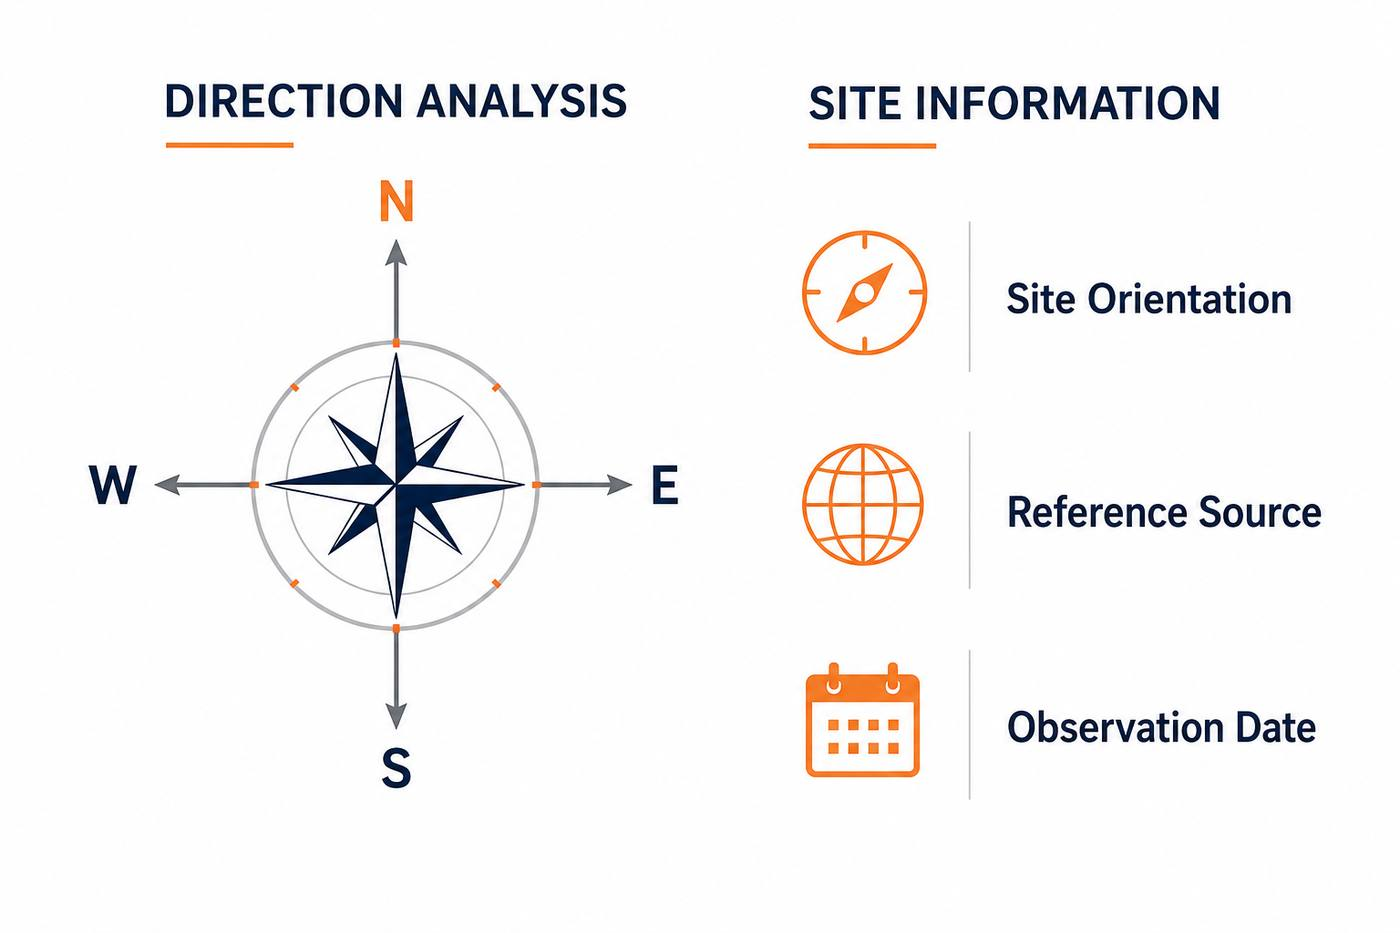 DIRECTION ANALYSIS
N
W
E
S
SITE INFORMATION
Site Orientation
Reference Source
Observation Date